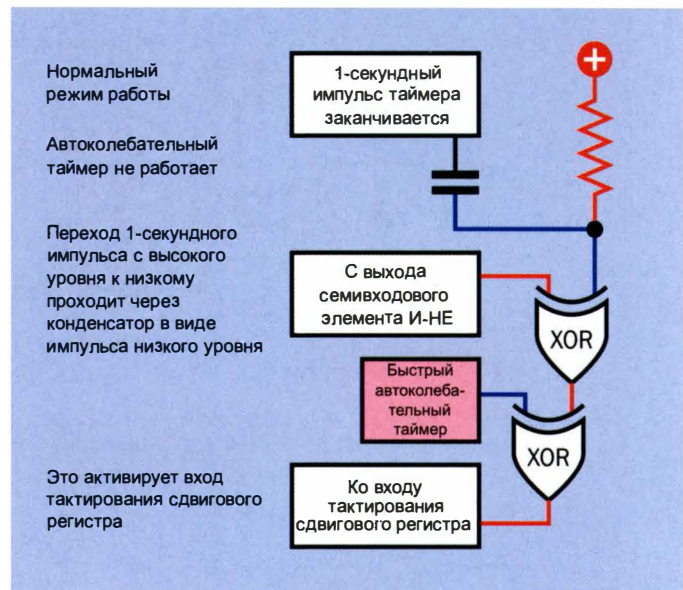 Нормальный
режим работы
1-секундный
импульс таймера
заканчивается
+
Автоколебательный
таймер не работает
Переход 1-секундного
импульса с высокого
уровня к низкому
проходит через
конденсатор в виде
импульса низкого уровня
С выхода
семивходового
элемента И-НЕ
XOR
Быстрый
автоколеба-
тельный
таймер
XOR
Это активирует вход
тактирования сдвигового
регистра
Ко входу
тактирования
сдвигового регистра